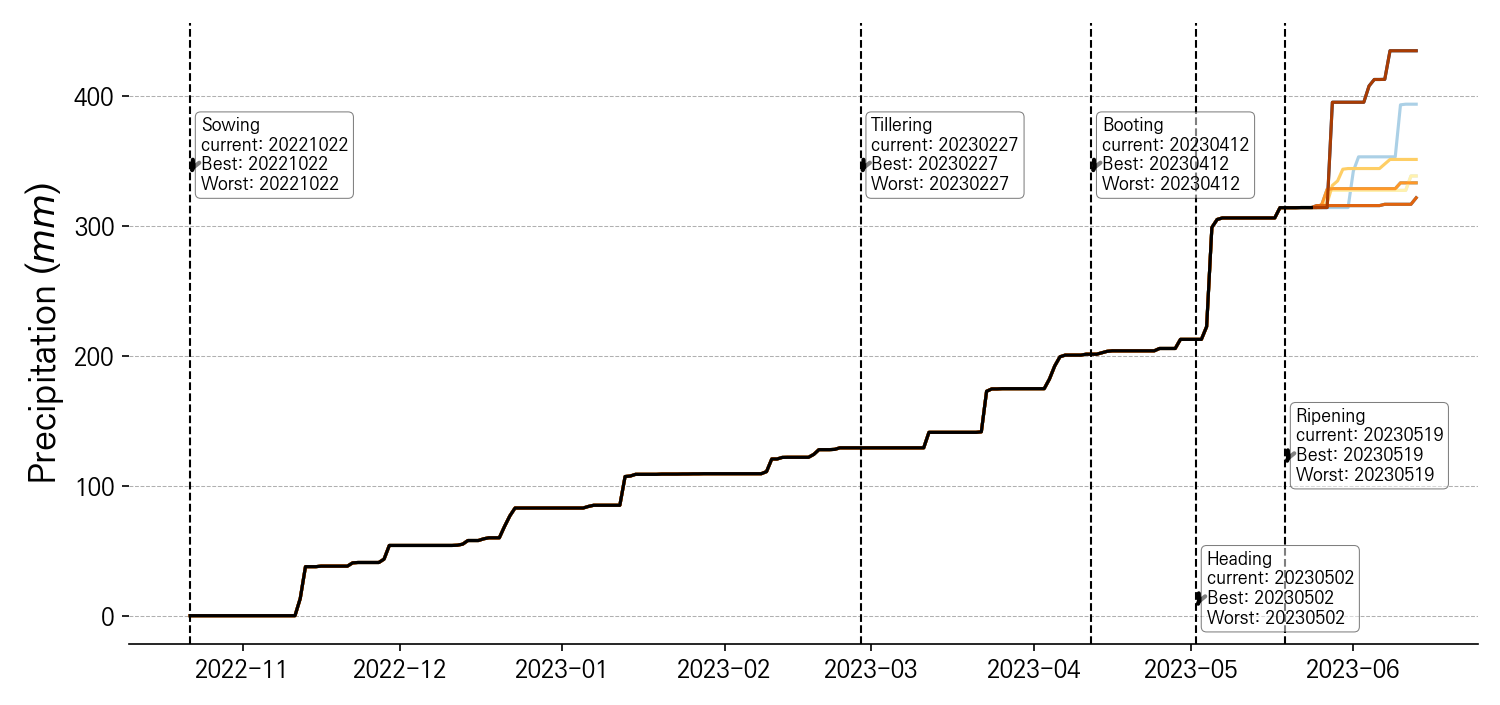 Precipitation (mm)
400
300
200
100
0
Sowing
current: 20221022
Best: 20221022
Worst: 20221022
Tillering
current: 20230227
Best: 20230227
Worst: 20230227
Booting
current: 20230412
Best: 20230412
Worst: 20230412
Ripening
current: 20230519
Best: 20230519
Worst: 20230519
Heading
current: 20230502
Best: 20230502
Worst: 20230502
2022−11
2022−12
2023−01
2023−02
2023−03
2023−04
2023−05
2023−06